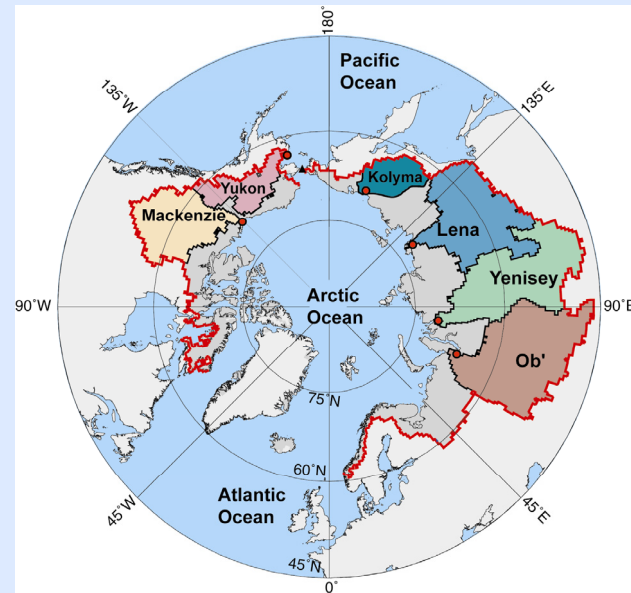 180˚
Pacific
Ocean
135˚W
135˚E
Kolyma
Yukon
Mackenzie
Lena
Yenisey
90˚W
Arctic
Ocean
90˚E
Ob'
75˚N
60˚N
Atlantic
Ocean
45˚W
45˚E
45˚N
0˚